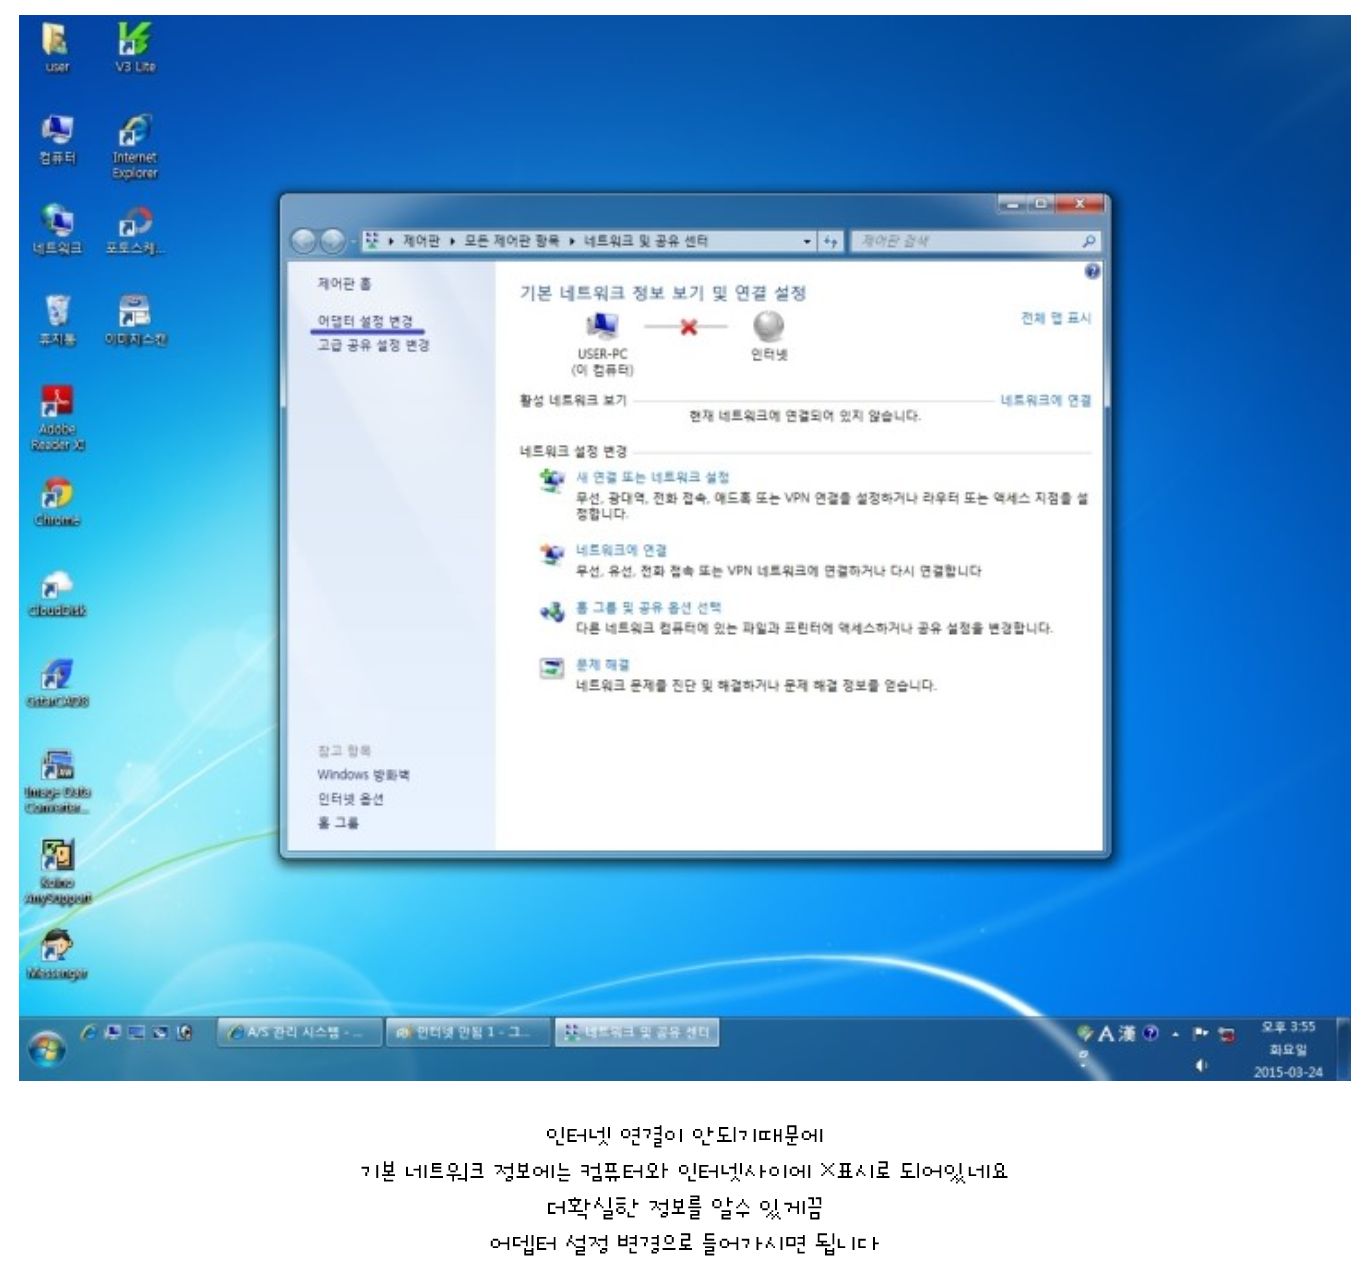 user
V3 Lite
컴퓨터
Internet
Explorer
네트워크
포토스케...
휴지통
이미지스캔
Adobe
Reader XI
Chrome
CloudDisk
Image Data
Converter...
AnySupport
Messenger
제어판 ▸ 모든 제어판 항목 ▸ 네트워크 및 공유 센터
제어판 검색
제어판 홈
어댑터 설정 변경
고급 공유 설정 변경
기본 네트워크 정보 보기 및 연결 설정
전체 맵 표시
USER-PC
(이 컴퓨터)
인터넷
활성 네트워크 보기
네트워크에 연결
현재 네트워크에 연결되어 있지 않습니다.
네트워크 설정 변경
새 연결 또는 네트워크 설정
무선, 광대역, 전화 접속, 애드혹 또는 VPN 연결을 설정하거나 라우터 또는 액세스 지점을 설
정합니다.
네트워크에 연결
무선, 유선, 전화 접속 또는 VPN 네트워크에 연결하거나 다시 연결합니다
홈 그룹 및 공유 옵션 선택
다른 네트워크 컴퓨터에 있는 파일과 프린터에 액세스하거나 공유 설정을 변경합니다.
문제 해결
네트워크 문제를 진단 및 해결하거나 문제 해결 정보를 얻습니다.
참고 항목
Windows 방화벽
인터넷 옵션
홈 그룹
A/S 관리 시스템 - ...
인터넷 안됨 1 - 그...
네트워크 및 공유 센터
A 漢
오후 3:55
화요일
2015-03-24
인터넷 연결이 안되기때문에
기본 네트워크 정보에는 컴퓨터와 인터넷사이에 X표시로 되어있네요
더확실한 정보를 알수 있게끔
어뎁터 설정 변경으로 들어가시면 됩니다